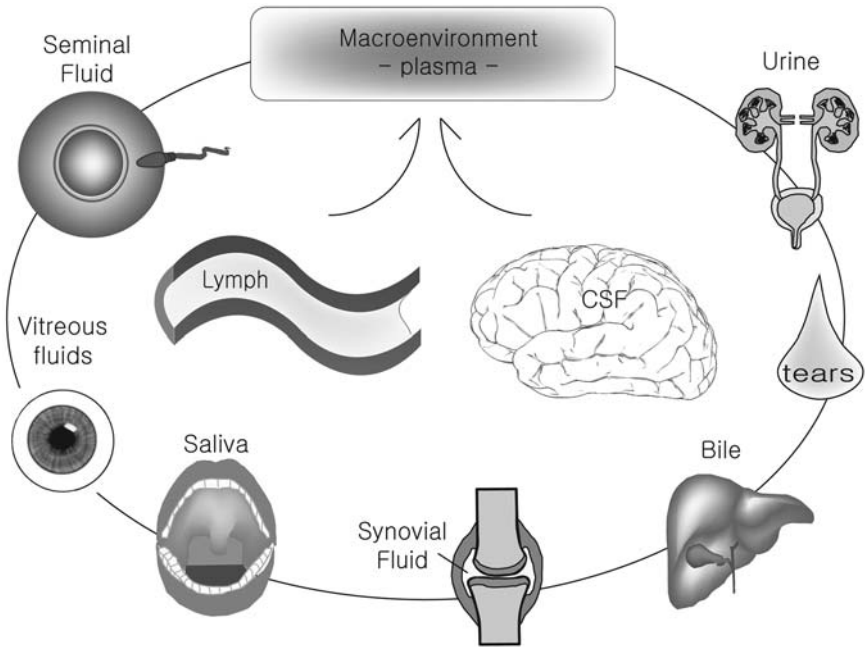 Macroenvironment
– plasma –
Seminal
Fluid
Urine
Lymph
CSF
Vitreous
fluids
tears
Saliva
Bile
Synovial
Fluid